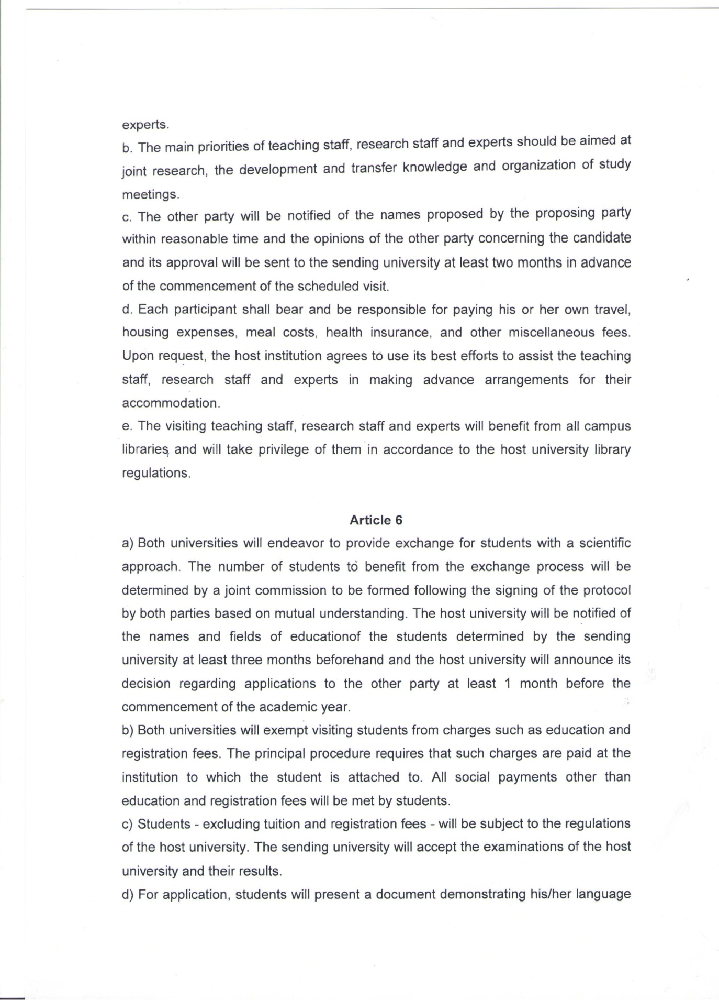 experts.
b. The main priorities of teaching staff, research staff and experts should be aimed at
joint research, the development and transfer knowledge and organization of study
meetings.
c. The other party will be notified of the names proposed by the proposing party
within reasonable time and the opinions of the other party concerning the candidate
and its approval will be sent to the sending university at least two months in advance
of the commencement of the scheduled visit.
d. Each participant shall bear and be responsible for paying his or her own travel,
housing expenses, meal costs, health insurance, and other miscellaneous fees.
Upon request, the host institution agrees to use its best efforts to assist the teaching
staff, research staff and experts in making advance arrangements for their
accommodation.
e. The visiting teaching staff, research staff and experts will benefit from all campus
libraries, and will take privilege of them in accordance to the host university library
regulations.
Article 6
a) Both universities will endeavor to provide exchange for students with a scientific
approach. The number of students to benefit from the exchange process will be
determined by a joint commission to be formed following the signing of the protocol
by both parties based on mutual understanding. The host university will be notified of
the names and fields of educationof the students determined by the sending
university at least three months beforehand and the host university will announce its
decision regarding applications to the other party at least 1 month before the
commencement of the academic year.
b) Both universities will exempt visiting students from charges such as education and
registration fees. The principal procedure requires that such charges are paid at the
institution to which the student is attached to. All social payments other than
education and registration fees will be met by students.
c) Students - excluding tuition and registration fees - will be subject to the regulations
of the host university. The sending university will accept the examinations of the host
university and their results.
d) For application, students will present a document demonstrating his/her language